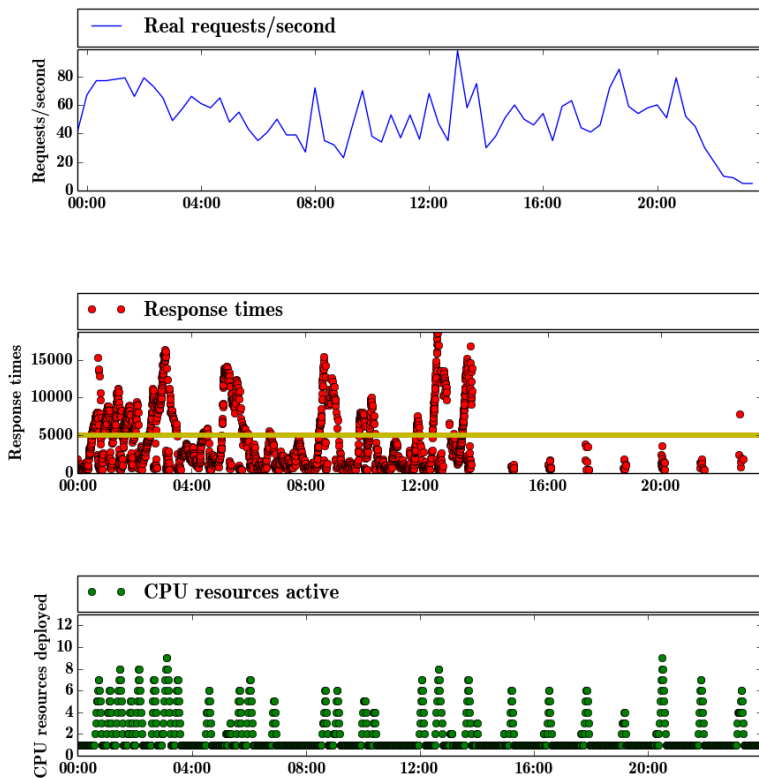 Real requests/second
Requests/second
80
60
40
20
0
00:00 04:00 08:00 12:00 16:00 20:00
Response times
Response times
15000
10000
5000
0
00:00 04:00 08:00 12:00 16:00 20:00
CPU resources active
CPU resources deployed
12
10
8
6
4
2
1
0
00:00 04:00 08:00 12:00 16:00 20:00